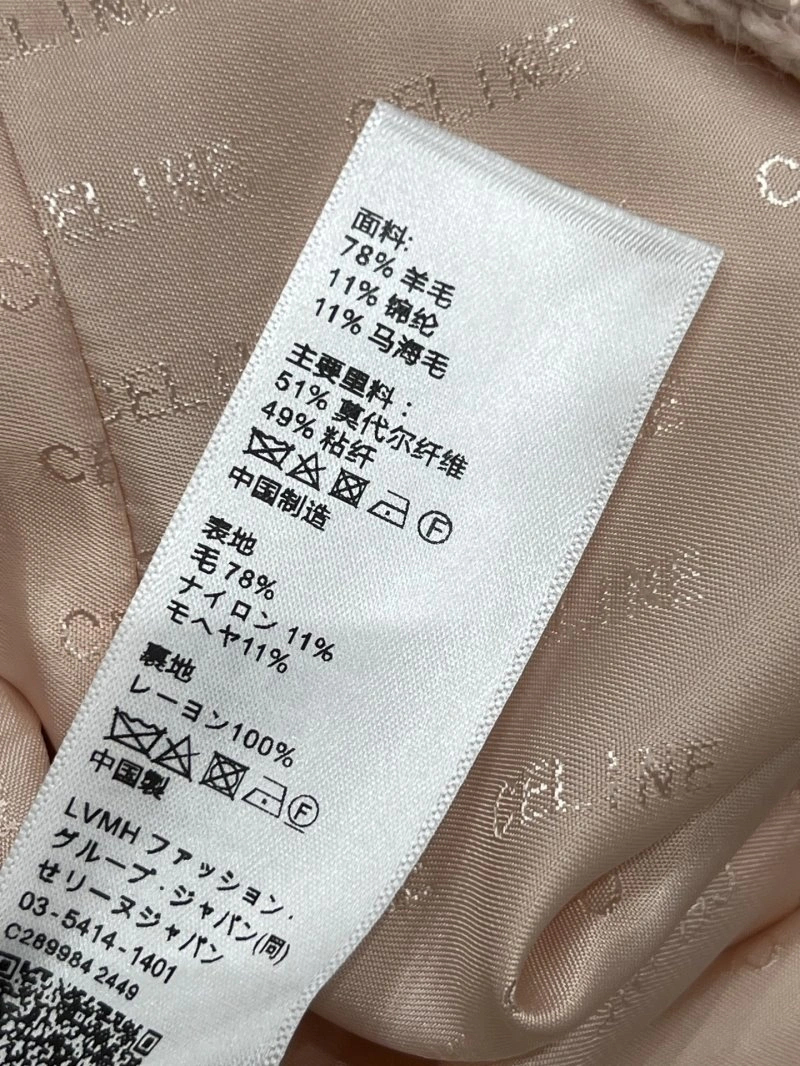 CELINE
CELINE
CELINE
CELINE
面料:
78% 羊毛
11% 锦纶
11% 马海毛
主要里料：
51% 莫代尔纤维
49% 粘纤
F
中国制造
表地
毛 78%
ナイロン 11%
モヘヤ11%
裏地
レーヨン100%
F
中国製
LVMH ファッション・
グループ・ジャパン(同)
セリーヌジャパン
03-5414-1401
C289984 2449